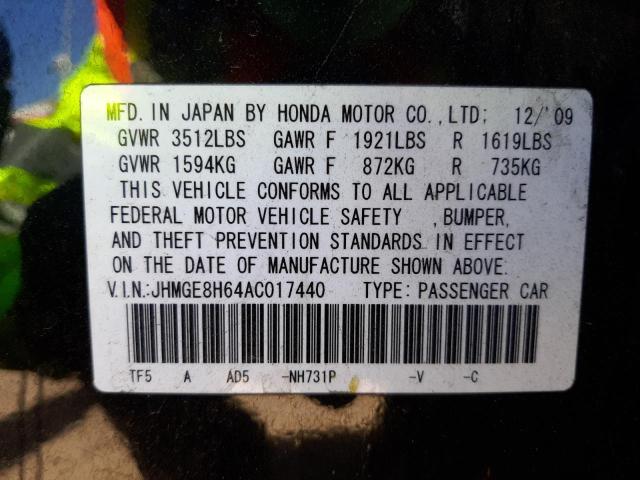 MFD. IN JAPAN BY HONDA MOTOR CO.,LTD; 12/'09
GVWR 3512LBS GAWR F 1921LBS R 1619LBS
GVWR 1594KG GAWR F 872KG R 735KG
THIS VEHICLE CONFORMS TO ALL APPLICABLE
FEDERAL MOTOR VEHICLE SAFETY ,BUMPER,
AND THEFT PREVENTION STANDARDS IN EFFECT
ON THE DATE OF MANUFACTURE SHOWN ABOVE.
V.I.N.:JHMGE8H64AC017440 TYPE: PASSENGER CAR
TF5 A AD5 -NH731P -V -C